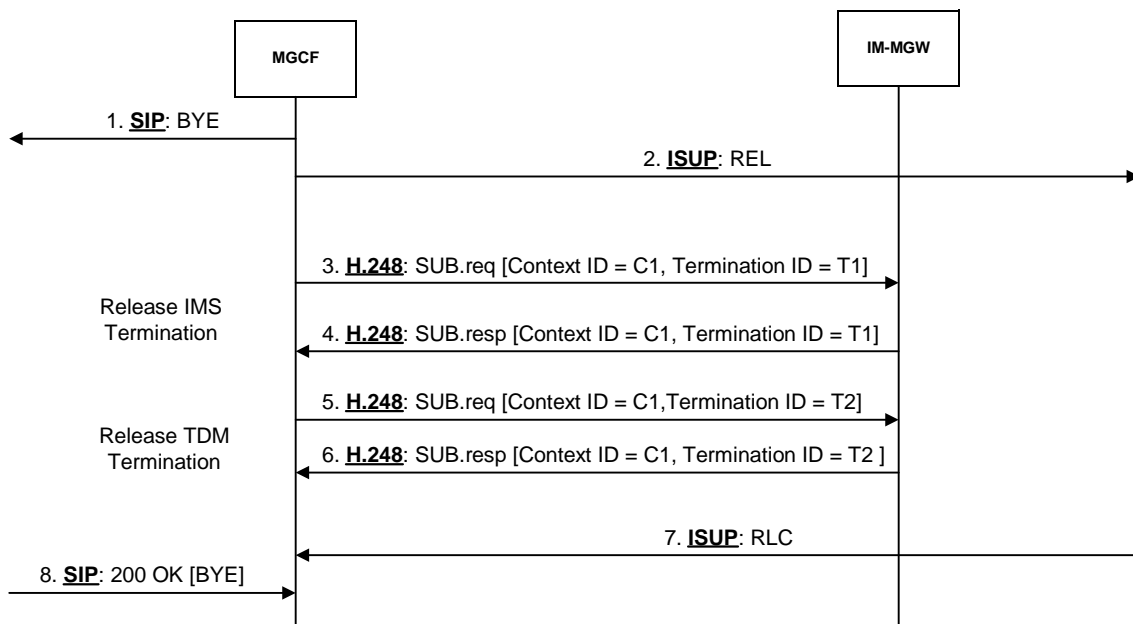 MGCF
IM-MGW
1. SIP: BYE
2. ISUP: REL
3. H.248: SUB.req [Context ID = C1, Termination ID = T1]
Release IMS
Termination
4. H.248: SUB.resp [Context ID = C1, Termination ID = T1]
5. H.248: SUB.req [Context ID = C1,Termination ID = T2]
Release TDM
Termination
6. H.248: SUB.resp [Context ID = C1, Termination ID = T2 ]
7. ISUP: RLC
8. SIP: 200 OK [BYE]